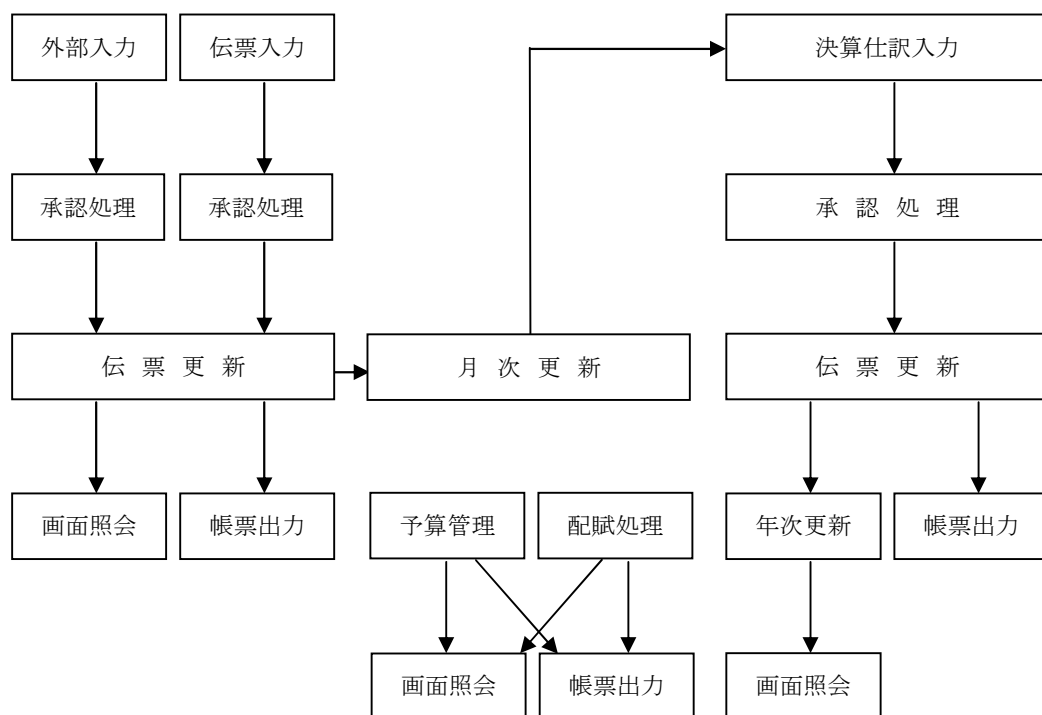 外部入力
伝票入力
決算仕訳入力
承認処理
承認処理
承 認 処 理
伝 票 更 新
月 次 更 新
伝 票 更 新
画面照会
帳票出力
予算管理
配賦処理
年次更新
帳票出力
画面照会
帳票出力
画面照会